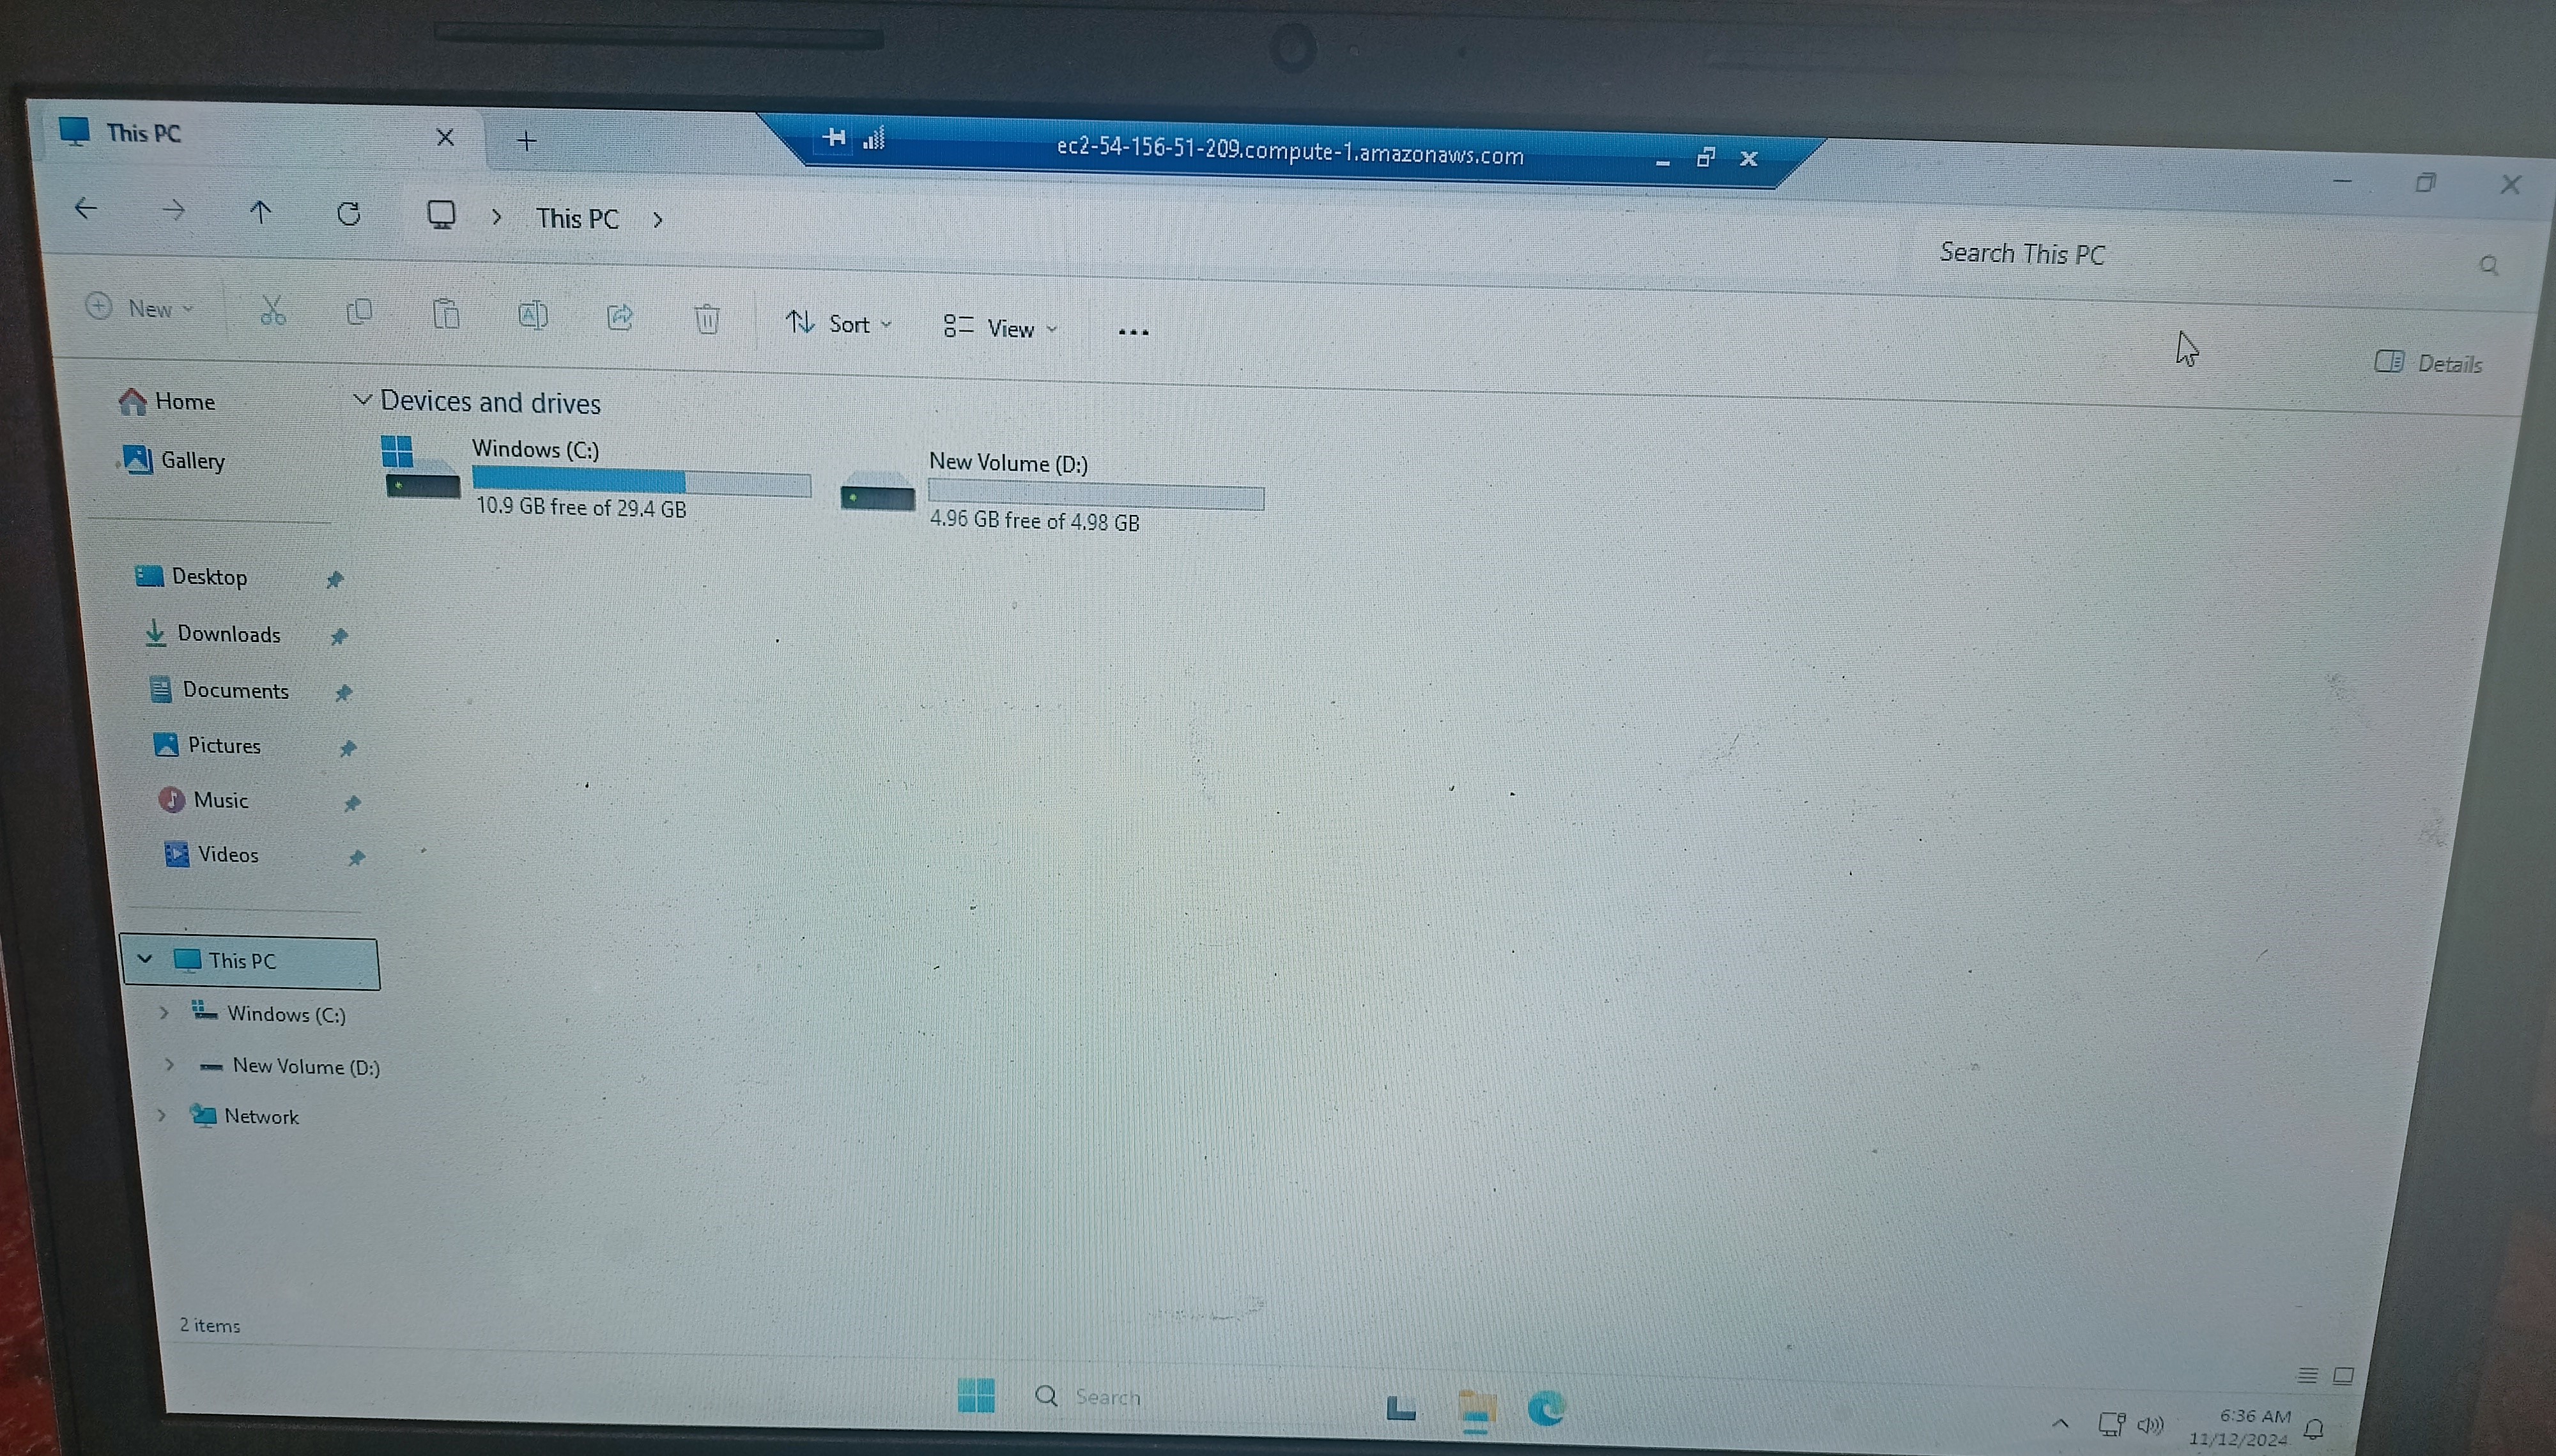 This PC
ec2-54-156-51-209.compute-1.amazonaws.com
This PC
Search This PC
New
Sort
View
Details
Home
Gallery
Devices and drives
Windows (C:)
10.9 GB free of 29.4 GB
New Volume (D:)
4.96 GB free of 4.98 GB
Desktop
Downloads
Documents
Pictures
Music
Videos
This PC
Windows (C:)
New Volume (D:)
Network
2 items
Search
6:36 AM
11/12/2024